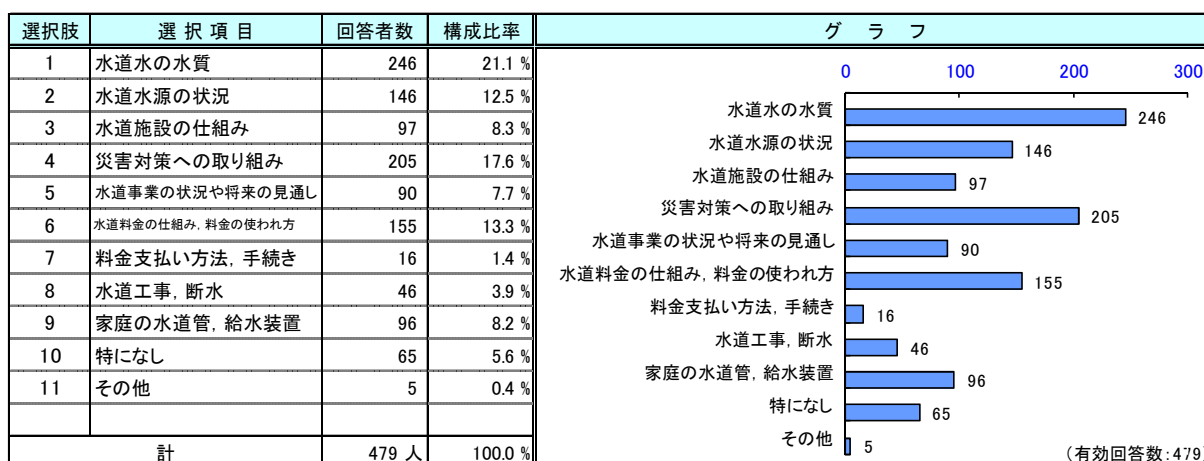 選択肢 選 択 項 目 回答者数 構成比率 グ ラ フ
1 水道水の水質 246 21.1 %
2 水道水源の状況 146 12.5 %
3 水道施設の仕組み 97 8.3 %
4 災害対策への取り組み 205 17.6 %
5 水道事業の状況や将来の見通し 90 7.7 %
6 水道料金の仕組み, 料金の使われ方 155 13.3 %
7 料金支払い方法, 手続き 16 1.4 %
8 水道工事, 断水 46 3.9 %
9 家庭の水道管, 給水装置 96 8.2 %
10 特になし 65 5.6 %
11 その他 5 0.4 %
計 479 人 100.0 %
0 100 200 300
水道水の水質 246
水道水源の状況 146
水道施設の仕組み 97
災害対策への取り組み 205
水道事業の状況や将来の見通し 90
水道料金の仕組み, 料金の使われ方 155
料金支払い方法, 手続き 16
水道工事, 断水 46
家庭の水道管, 給水装置 96
特になし 65
その他 5
(有効回答数:479)